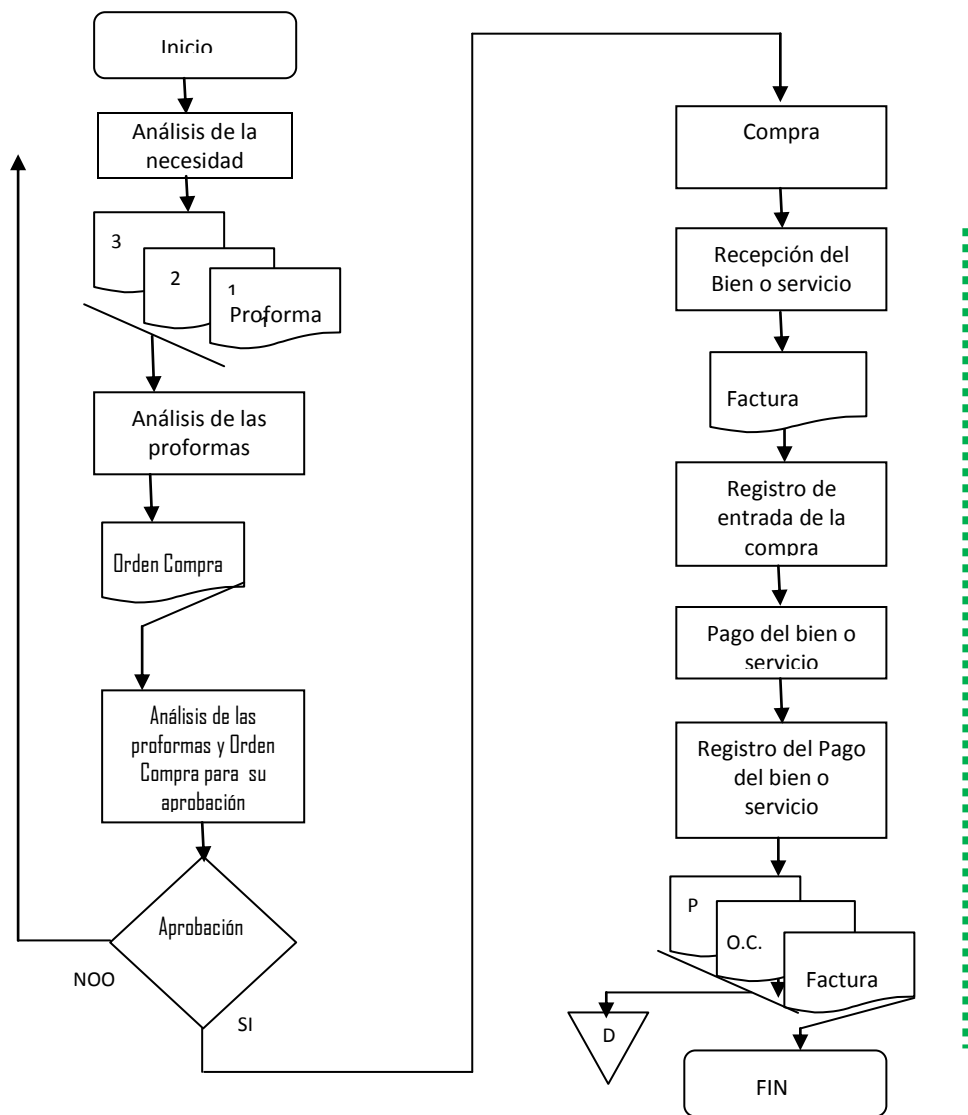 Inicio
Análisis de la
necesidad
3
2
1
Proforma
1
Análisis de las
proformas
Orden Compra
Análisis de las
proformas y Orden
Compra para su
aprobación
Aprobación
NOO
SI
Compra
Recepción del
Bien o servicio
Factura
Registro de
entrada de la
compra
Pago del bien o
servicio
Registro del Pago
del bien o
servicio
P
O.C.
Factura
D
FIN